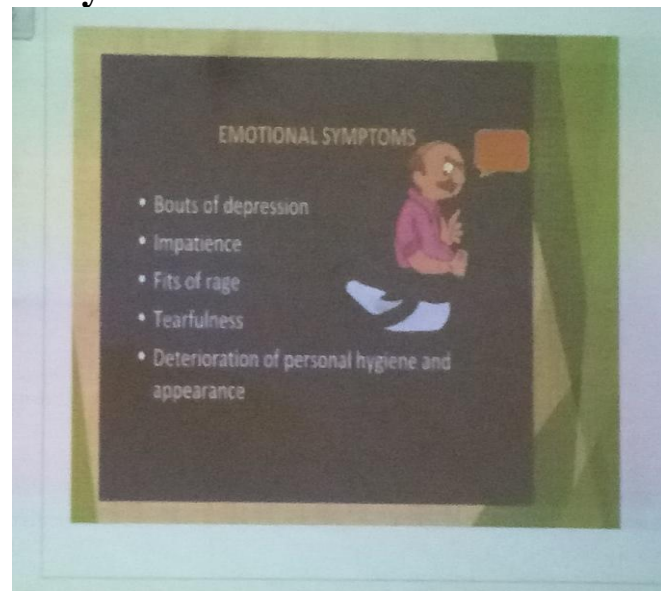 EMOTIONAL SYMPTOMS
• Bouts of depression
• Impatience
• Fits of rage
• Tearfulness
• Deterioration of personal hygiene and
appearance